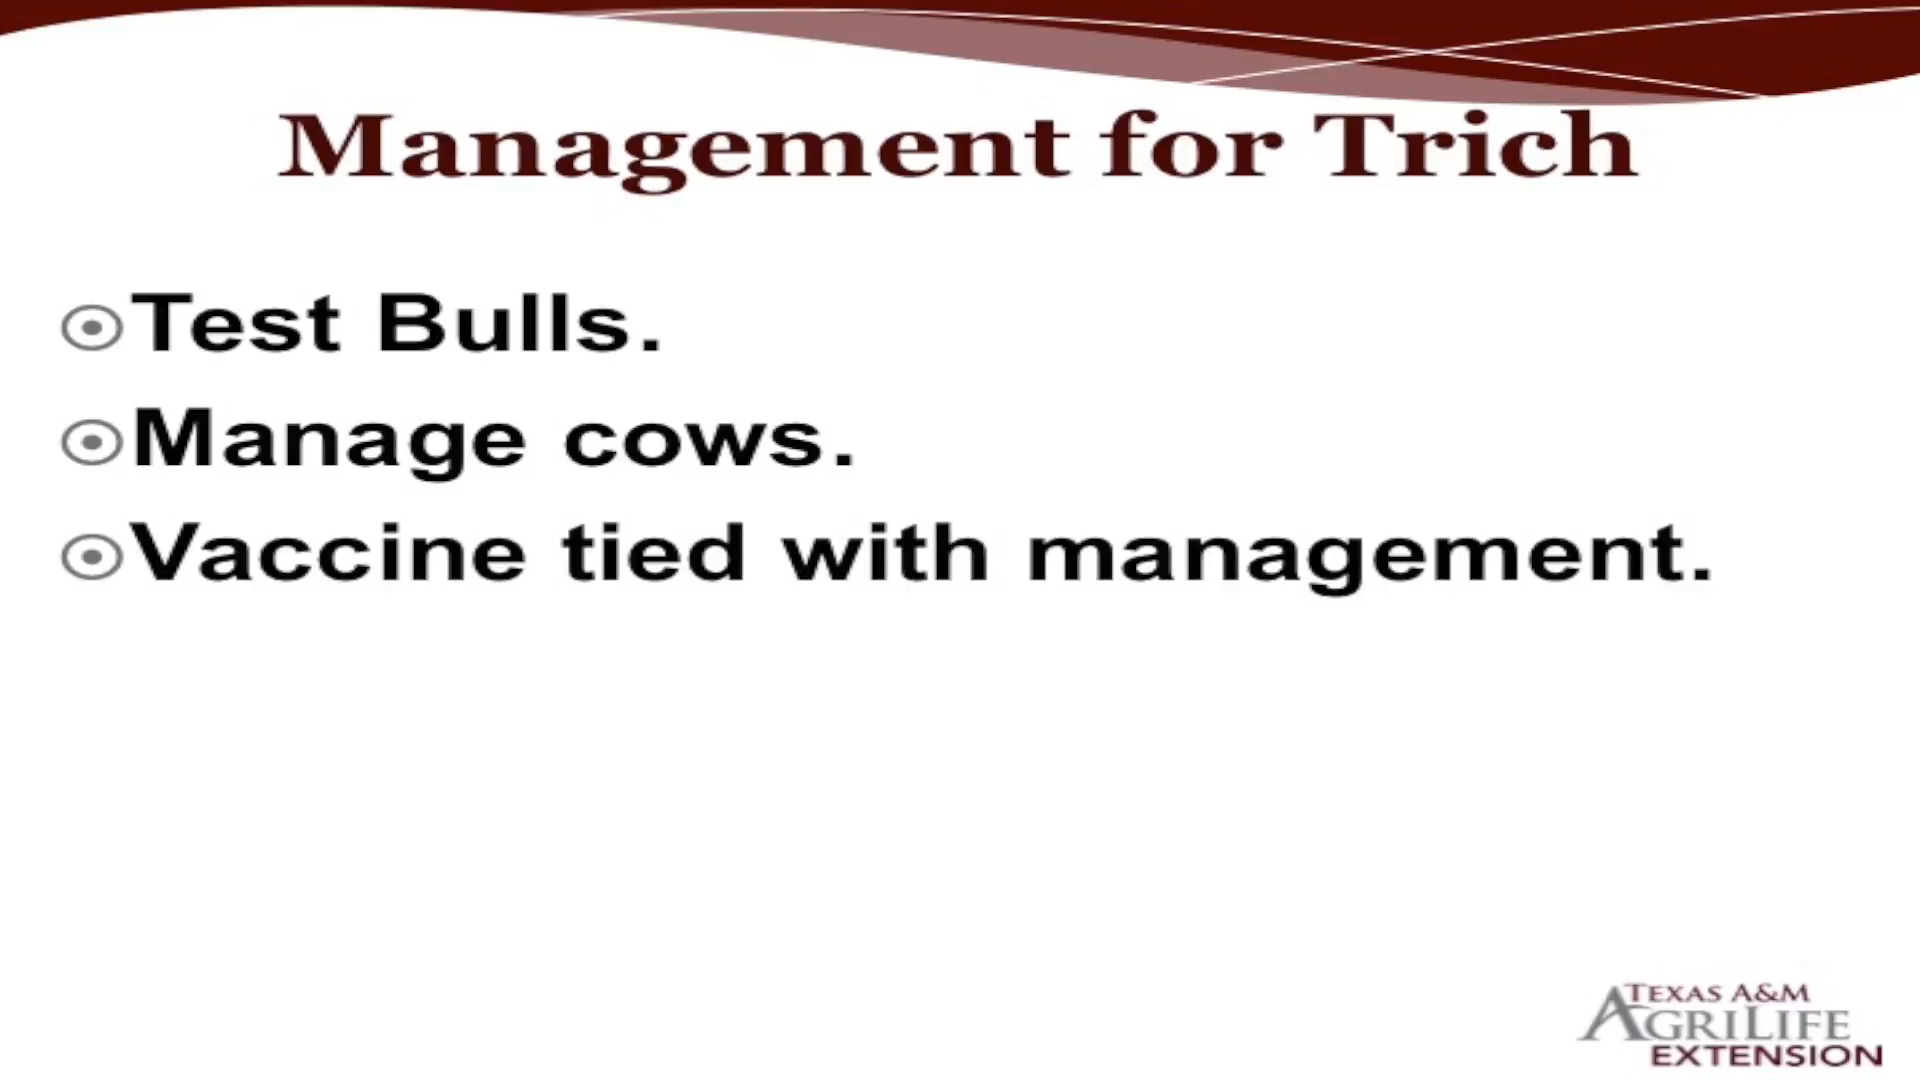 Management for Trich
Test Bulls.
Manage cows.
Vaccine tied with management.
TEXAS A&M
AGRILIFE
EXTENSION